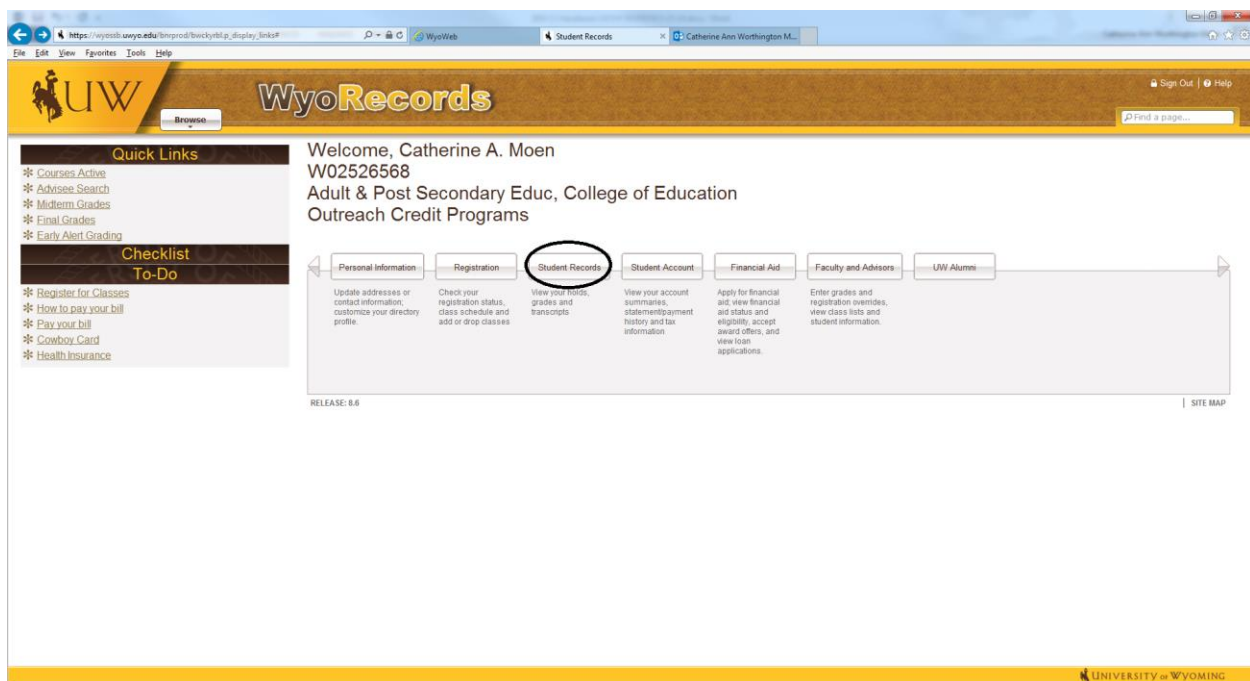 https://wyossb.uwyo.edu/bnrprod/bwckyrbl.p_display_links#
WyoWeb
Student Records
Catherine Ann Worthington M...
File Edit View Favorites Tools Help
UW
Browse
WyoRecords
Sign Out | Help
Find a page...
Quick Links
Courses Active
Advisee Search
Midterm Grades
Final Grades
Early Alert Grading
Checklist
To-Do
Register for Classes
How to pay your bill
Pay your bill
Cowboy Card
Health Insurance
Welcome, Catherine A. Moen
W02526568
Adult & Post Secondary Educ, College of Education
Outreach Credit Programs
Personal Information
Update addresses or
contact information;
customize your directory
profile.
Registration
Check your
registration status,
class schedule and
add or drop classes
Student Records
View your holds,
grades and
transcripts
Student Account
View your account
summaries,
statement/payment
history and tax
information
Financial Aid
Apply for financial
aid; view financial
aid status and
eligibility, accept
award offers, and
view loan
applications.
Faculty and Advisors
Enter grades and
registration overrides,
view class lists and
student information.
UW Alumni
RELEASE: 8.6
| SITE MAP
UNIVERSITY OF WYOMING